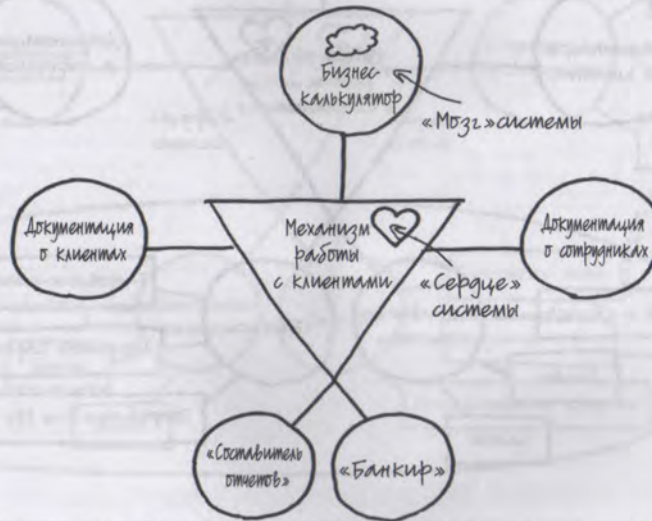 Бизнес-
калькулятор
«Мозг» системы
Документация
о клиентах
Механизм
работы
с клиентами
Документация
о сотрудниках
«Сердце»
системы
«Составитель
отчетов»
«Банкир»